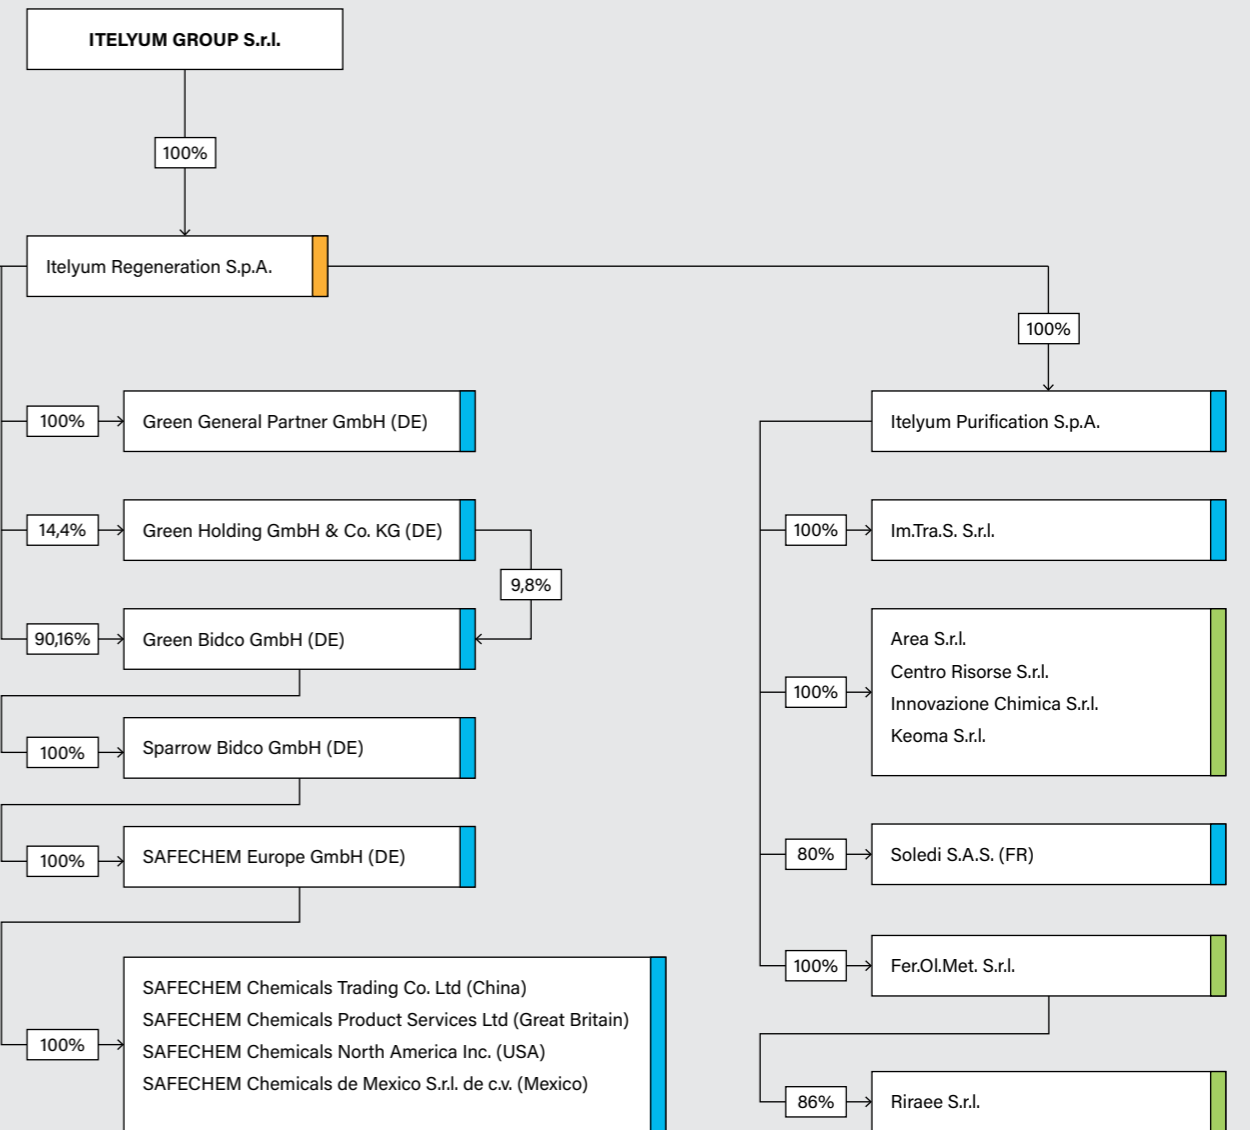 ITELYUM GROUP S.r.l.
100%
Itelyum Regeneration S.p.A.
100%
Green General Partner GmbH (DE)
14,4%
Green Holding GmbH & Co. KG (DE)
9,8%
90,16%
Green Bidco GmbH (DE)
100%
Sparrow Bidco GmbH (DE)
100%
SAFECHEM Europe GmbH (DE)
100%
SAFECHEM Chemicals Trading Co. Ltd (China)
SAFECHEM Chemicals Product Services Ltd (Great Britain)
SAFECHEM Chemicals North America Inc. (USA)
SAFECHEM Chemicals de Mexico S.r.l. de c.v. (Mexico)
100%
Itelyum Purification S.p.A.
100%
Im.Tra.S. S.r.l.
100%
Area S.r.l.
Centro Risorse S.r.l.
Innovazione Chimica S.r.l.
Keoma S.r.l.
80%
Soledi S.A.S. (FR)
100%
Fer.Ol.Met. S.r.l.
86%
Riraee S.r.l.